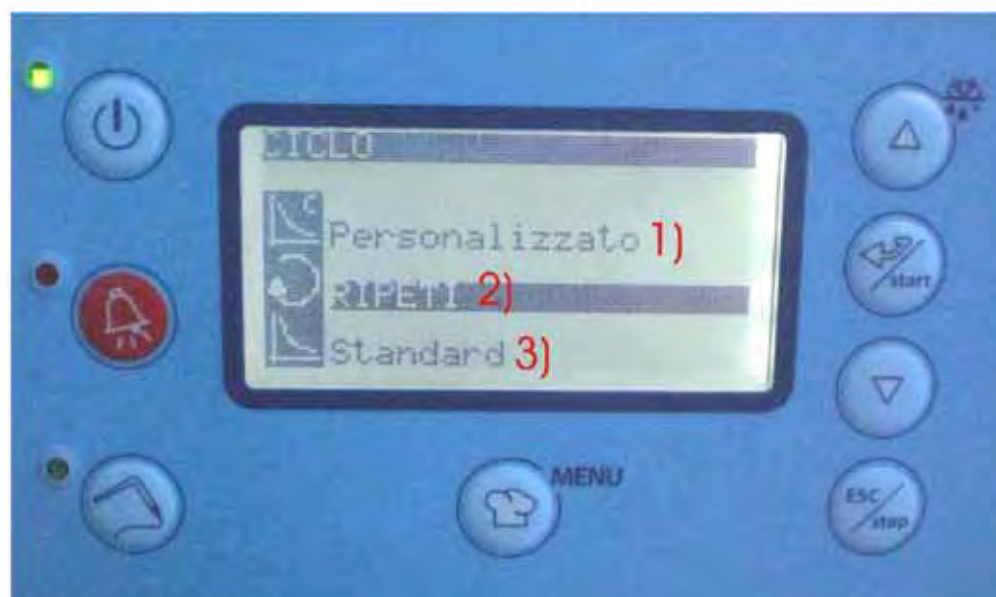 CICLO
Personalizzato 1)
RIPETI 2)
Standard 3)
start
MENU
ESC/
stop